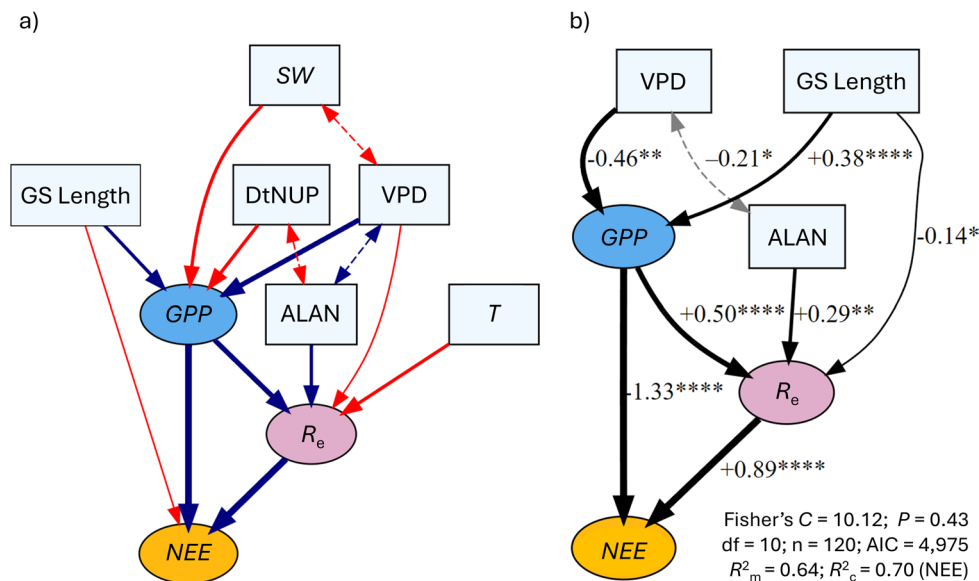 a)
SW
GS Length
DtNUP
VPD
GPP
ALAN
T
Re
NEE
b)
VPD
GS Length
-0.46**
–0.21*
+0.38****
GPP
ALAN
-0.14*
+0.50****
+0.29**
Re
-1.33****
+0.89****
NEE
Fisher's C = 10.12; P = 0.43
df = 10; n = 120; AIC = 4,975
R²m = 0.64; R²c = 0.70 (NEE)